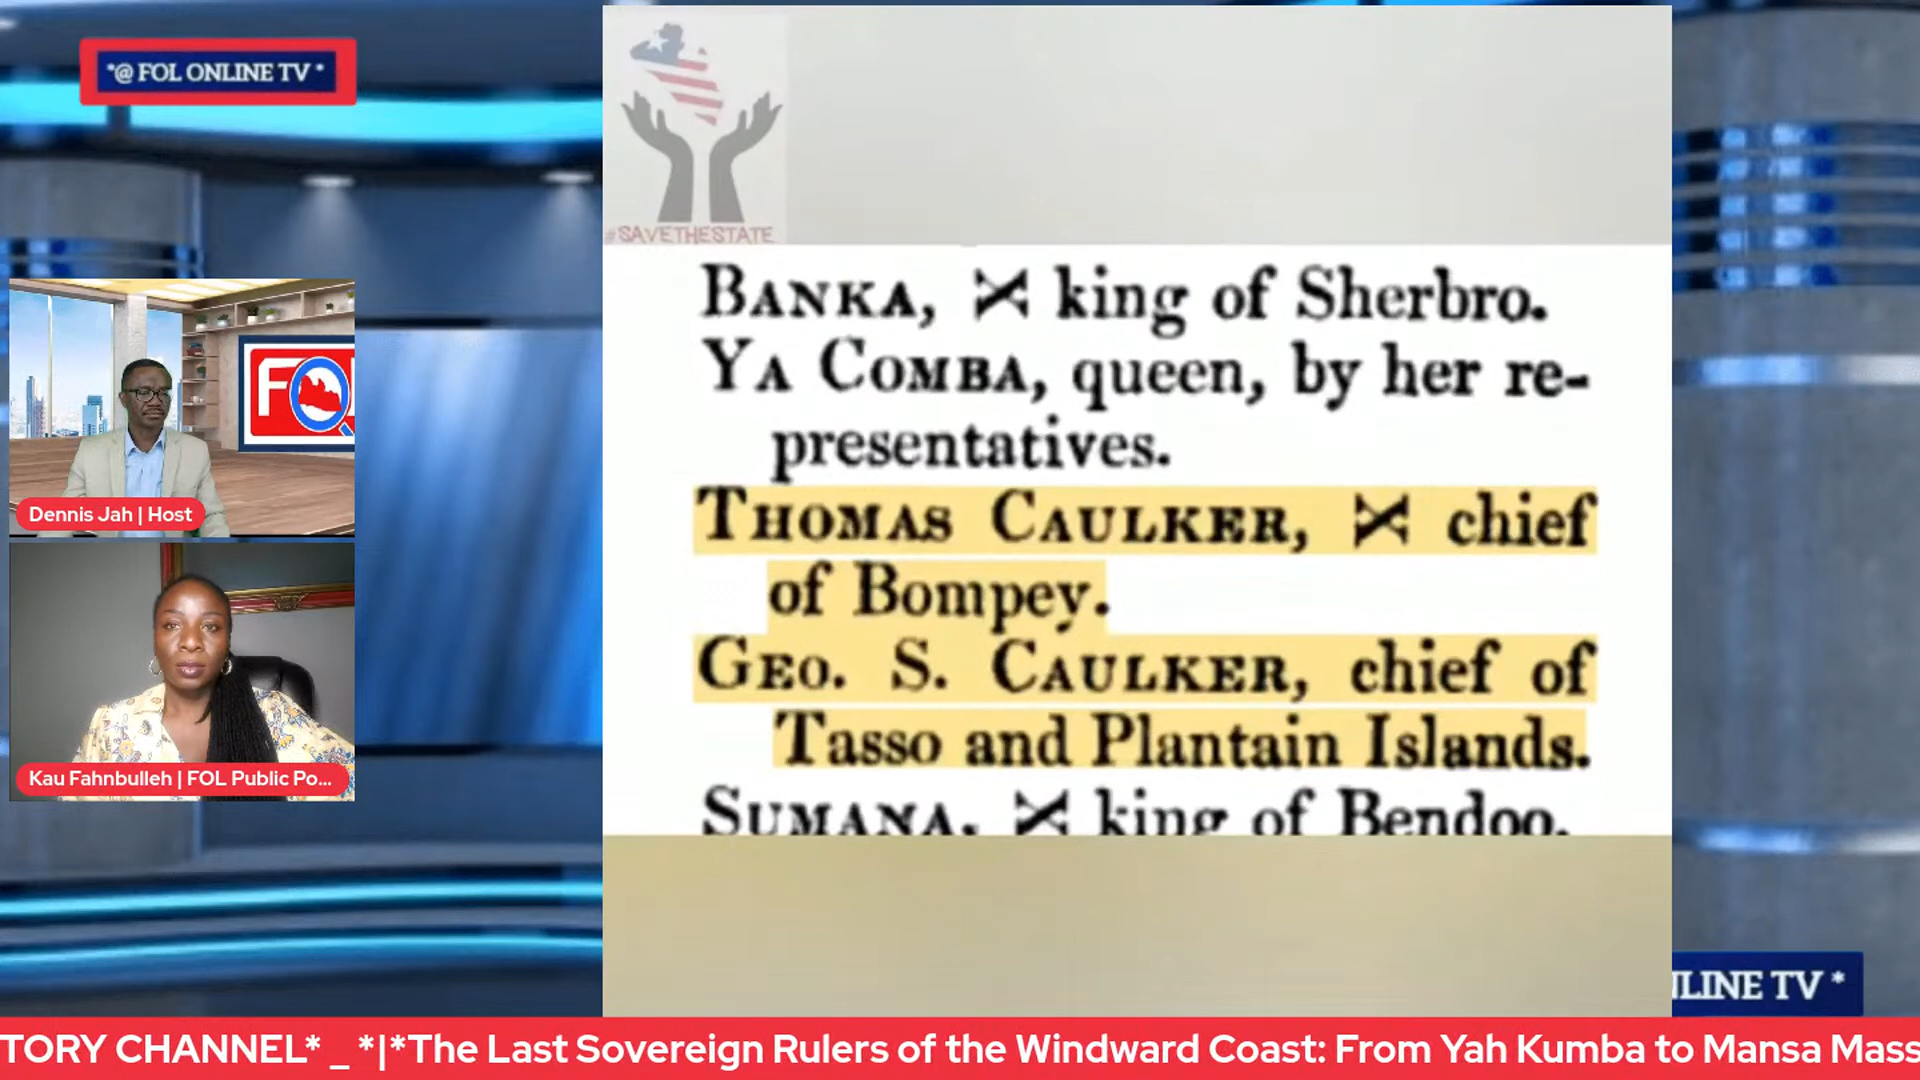 *@ FOL ONLINE TV *
#SAVETHESTATE
BANKA, king of Sherbro.
YA COMBA, queen, by her re-
presentatives.
THOMAS CAULKER, chief
of Bompey.
GEO. S. CAULKER, chief of
Tasso and Plantain Islands.
SUMANA, king of Bendoo.
FOL
Dennis Jah | Host
Kau Fahnbulleh | FOL Public Po...
NLINE TV *
TORY CHANNEL* _ *|*The Last Sovereign Rulers of the Windward Coast: From Yah Kumba to Mansa Mass